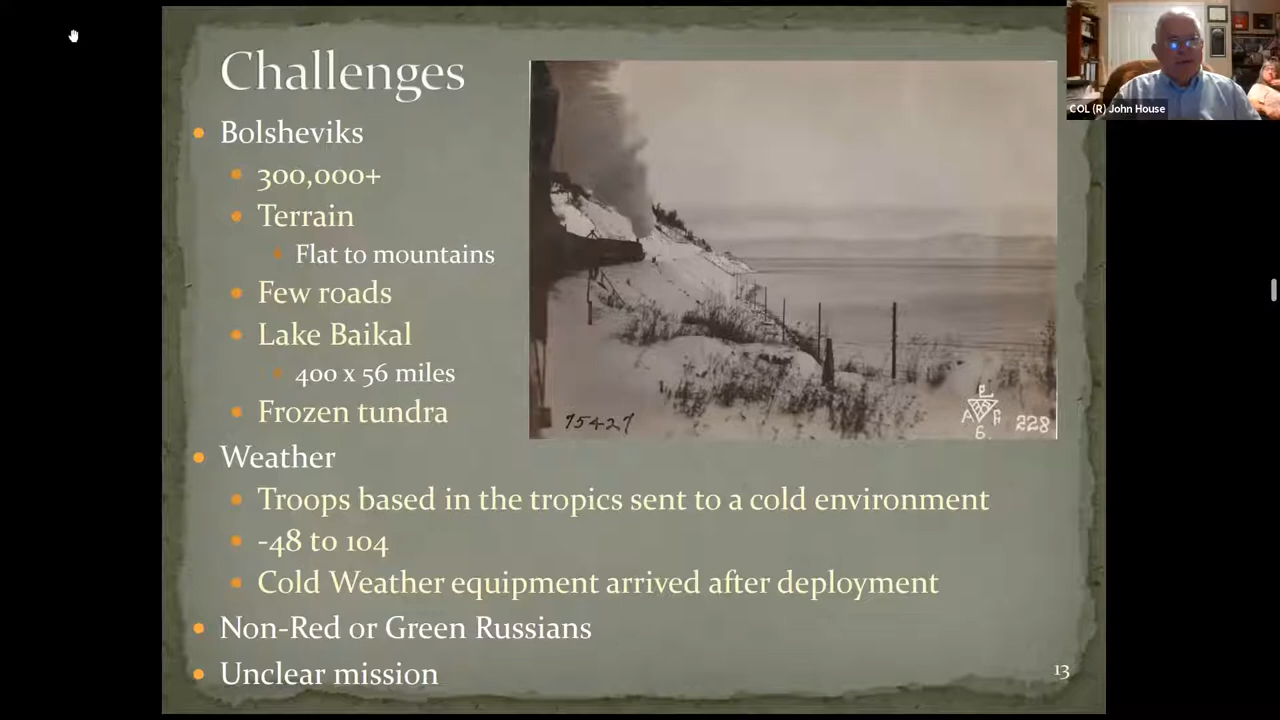 Challenges
Bolsheviks
300,000+
Terrain
Flat to mountains
Few roads
Lake Baikal
400 x 56 miles
Frozen tundra
Weather
Troops based in the tropics sent to a cold environment
-48 to 104
Cold Weather equipment arrived after deployment
Non-Red or Green Russians
Unclear mission
75427
228
13
COL (R) John House